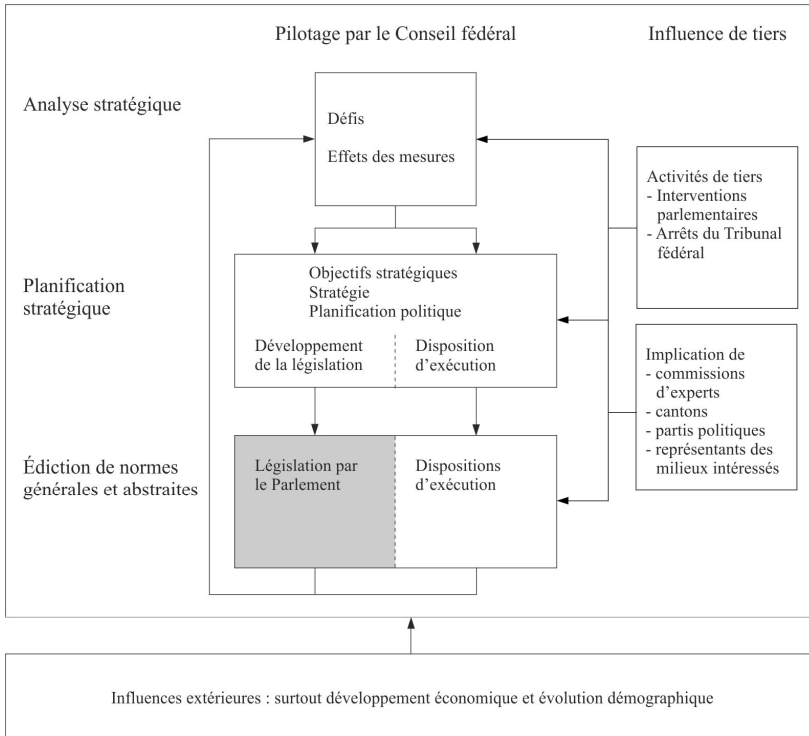 Pilotage par le Conseil fédéral
Influence de tiers
Analyse stratégique
Défis
Effets des mesures
Activités de tiers
- Interventions
parlementaires
- Arrêts du Tribunal
fédéral
Planification
stratégique
Objectifs stratégiques
Stratégie
Planification politique
Développement
de la législation
Disposition
d'exécution
Implication de
- commissions
d'experts
- cantons
- partis politiques
- représentants des
milieux intéressés
Édiction de normes
générales et abstraites
Législation par
le Parlement
Dispositions
d'exécution
Influences extérieures : surtout développement économique et évolution démographique